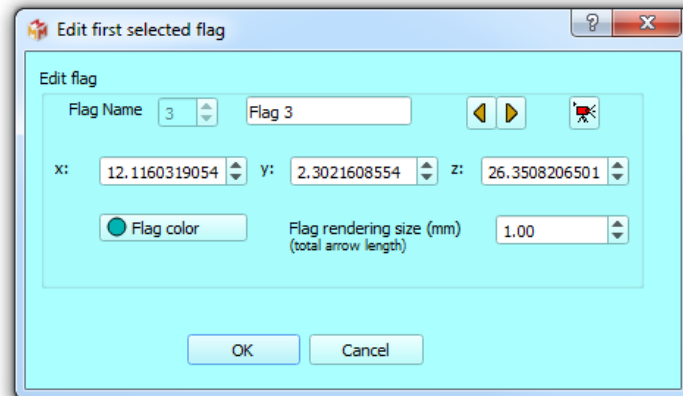 Edit first selected flag
Edit flag
Flag Name 3 Flag 3
x: 12.1160319054 y: 2.3021608554 z: 26.3508206501
Flag color Flag rendering size (mm) 1.00
(total arrow length)
OK Cancel